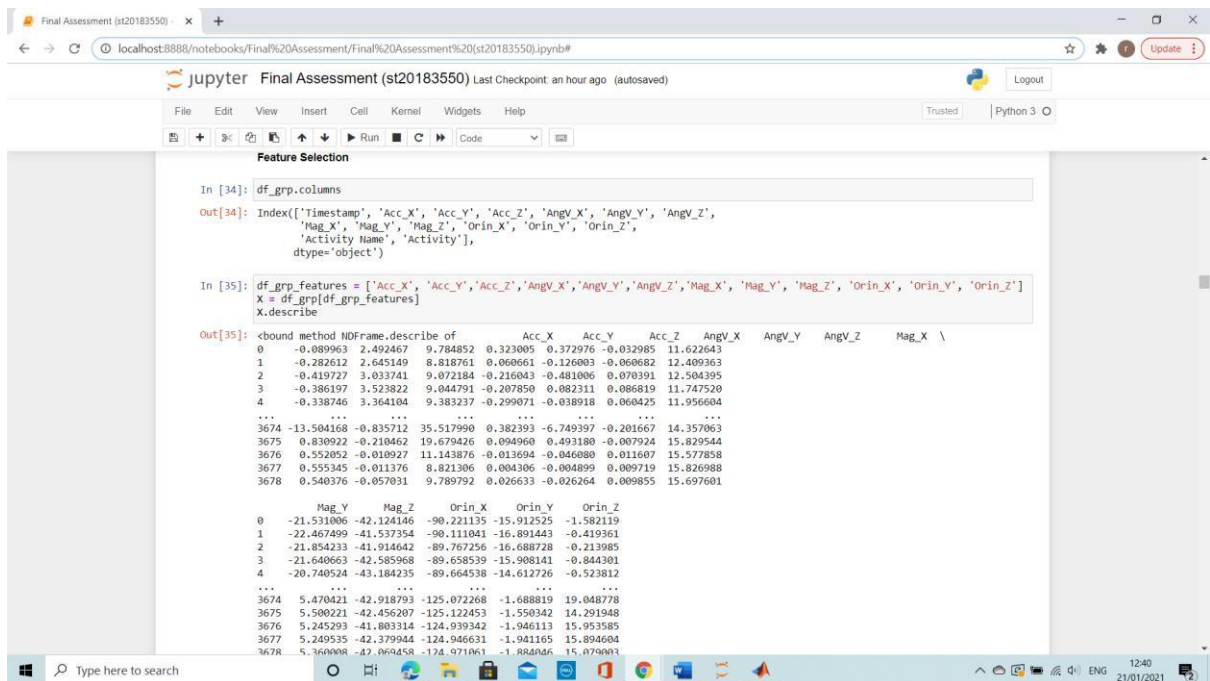 Final Assessment (st20183550) -
localhost:8888/notebooks/Final%20Assessment/Final%20Assessment%20(st20183550).ipynb#
r
Update
jupyter Final Assessment (st20183550) Last Checkpoint: an hour ago (autosaved)
Logout
File Edit View Insert Cell Kernel Widgets Help
Trusted Python 3
Run Code
Feature Selection
In [34]: df_grp.columns
Out[34]: Index(['Timestamp', 'Acc_X', 'Acc_Y', 'Acc_Z', 'AngV_X', 'AngV_Y', 'AngV_Z',
'Mag_X', 'Mag_Y', 'Mag_Z', 'Orin_X', 'Orin_Y', 'Orin_Z',
'Activity Name', 'Activity'],
dtype='object')
In [35]: df_grp_features = ['Acc_X', 'Acc_Y','Acc_Z','AngV_X','AngV_Y','AngV_Z','Mag_X', 'Mag_Y', 'Mag_Z', 'Orin_X', 'Orin_Y', 'Orin_Z']
X = df_grp[df_grp_features]
X.describe
Out[35]: <bound method NDFrame.describe of Acc_X Acc_Y Acc_Z AngV_X AngV_Y AngV_Z Mag_X \
0 -0.089963 2.492467 9.784852 0.323005 0.372976 -0.032985 11.622643
1 -0.282612 2.645149 8.818761 0.060661 -0.126003 -0.060682 12.409363
2 -0.419727 3.033741 9.072184 -0.216043 -0.481006 0.070391 12.504395
3 -0.386197 3.523822 9.044791 -0.207850 0.082311 0.086819 11.747520
4 -0.338746 3.364104 9.383237 -0.299071 -0.038918 0.060425 11.956604
... ... ... ... ... ... ... ...
3674 -13.504168 -0.835712 35.517990 0.382393 -6.749397 -0.201667 14.357063
3675 0.830922 -0.210462 19.679426 0.094960 0.493180 -0.007924 15.829544
3676 0.552052 -0.010927 11.143876 -0.013694 -0.046080 0.011607 15.577858
3677 0.555345 -0.011376 8.821306 0.004306 -0.004899 0.009719 15.826988
3678 0.540376 -0.057031 9.789792 0.026633 -0.026264 0.009855 15.697601
Mag_Y Mag_Z Orin_X Orin_Y Orin_Z
0 -21.531006 -42.124146 -90.221135 -15.912525 -1.582119
1 -22.467499 -41.537354 -90.111041 -16.891443 -0.419361
2 -21.854233 -41.914642 -89.767256 -16.688728 -0.213985
3 -21.640663 -42.585968 -89.658539 -15.908141 -0.844301
4 -20.740524 -43.184235 -89.664538 -14.612726 -0.523812
... ... ... ... ... ...
3674 5.470421 -42.918793 -125.072268 -1.688819 19.048778
3675 5.500221 -42.456207 -125.122453 -1.550342 14.291948
3676 5.245293 -41.803314 -124.939342 -1.946113 15.953585
3677 5.249535 -42.379944 -124.946631 -1.941165 15.894604
3678 5.360008 -42.069458 -124.971061 -1.884046 15.079003
Type here to search
ENG
12:40
21/01/2021